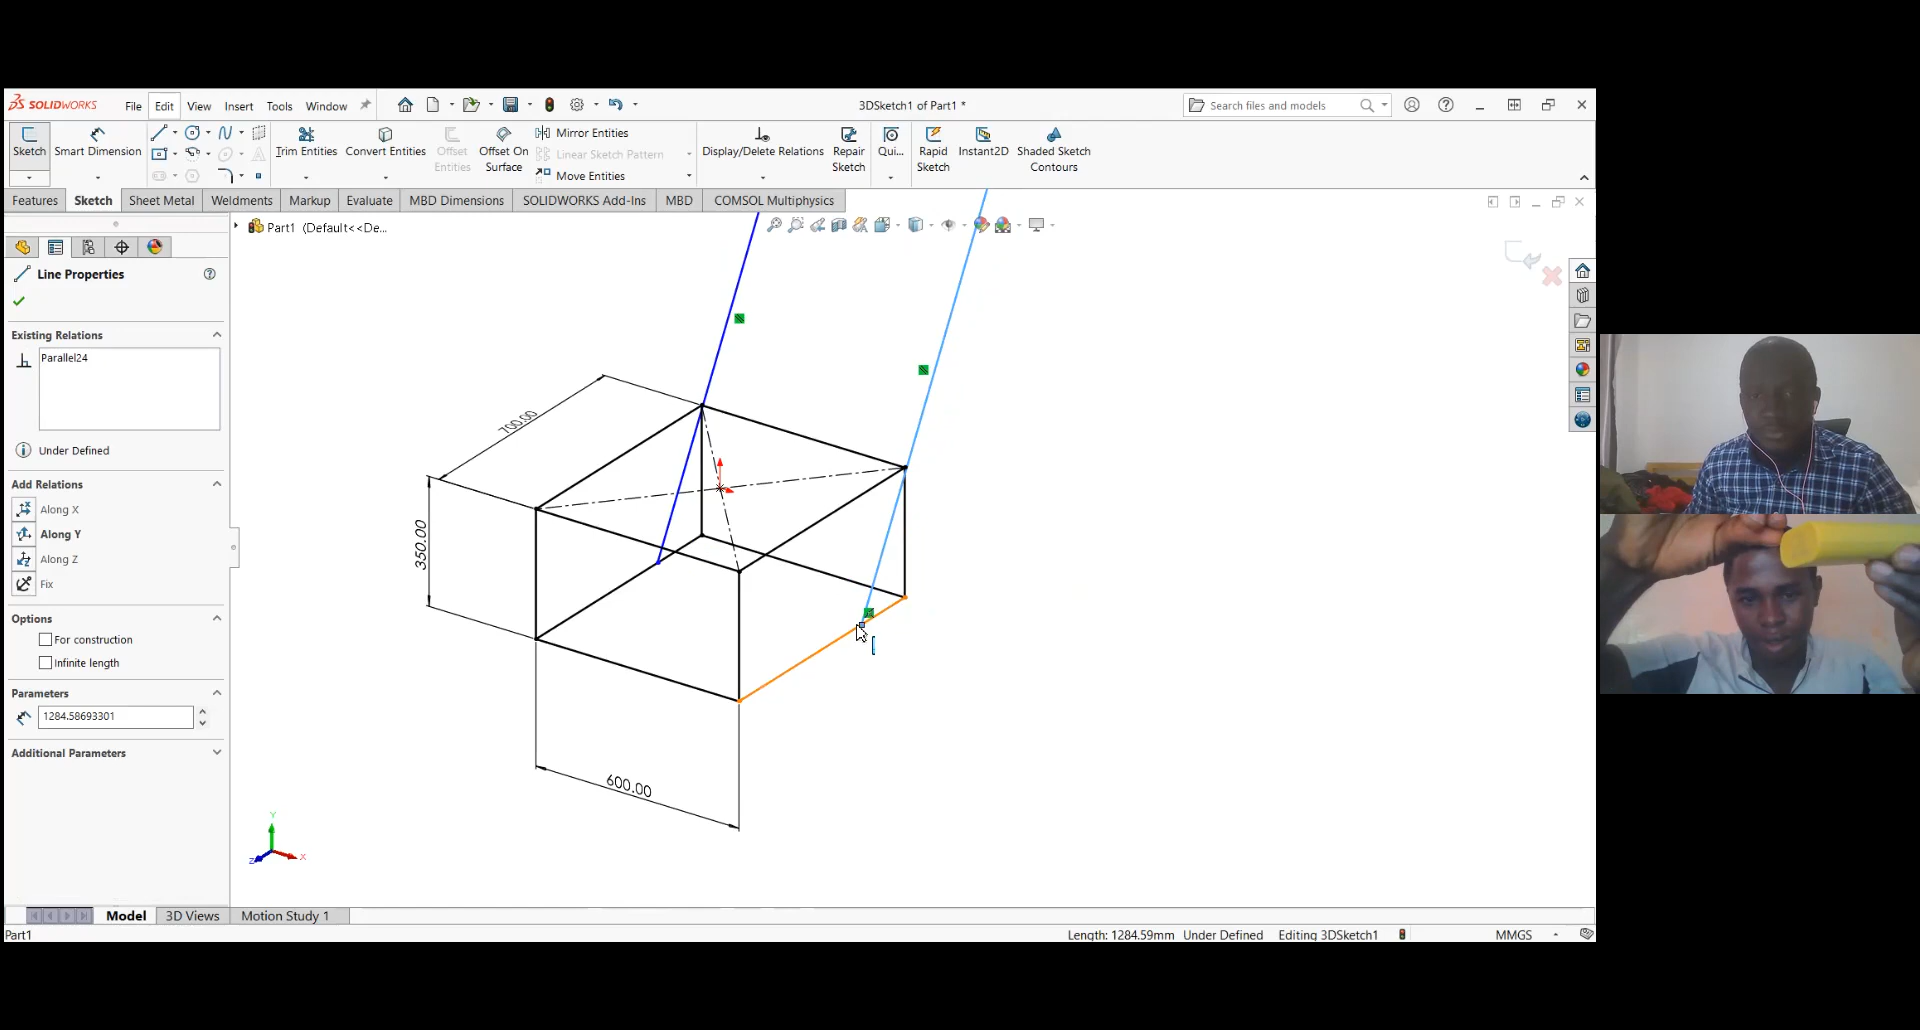 SOLIDWORKS File Edit View Insert Tools Window 3DSketch1 of Part1 * Search files and models
Sketch Smart Dimension Trim Entities Convert Entities Offset Entities Offset On Surface Mirror Entities Linear Sketch Pattern Move Entities Display/Delete Relations Repair Sketch Qui... Rapid Sketch Instant2D Shaded Sketch Contours
Features Sketch Sheet Metal Weldments Markup Evaluate MBD Dimensions SOLIDWORKS Add-Ins MBD COMSOL Multiphysics
Part1 (Default<<De...
Line Properties
Existing Relations
Parallel24
Under Defined
Add Relations
Along X
Along Y
Along Z
Fix
Options
For construction
Infinite length
Parameters
1284.58693301
Additional Parameters
700.00
350.00
600.00
Y
Z X
Model 3D Views Motion Study 1
Part1 Length: 1284.59mm Under Defined Editing 3DSketch1 MMGS